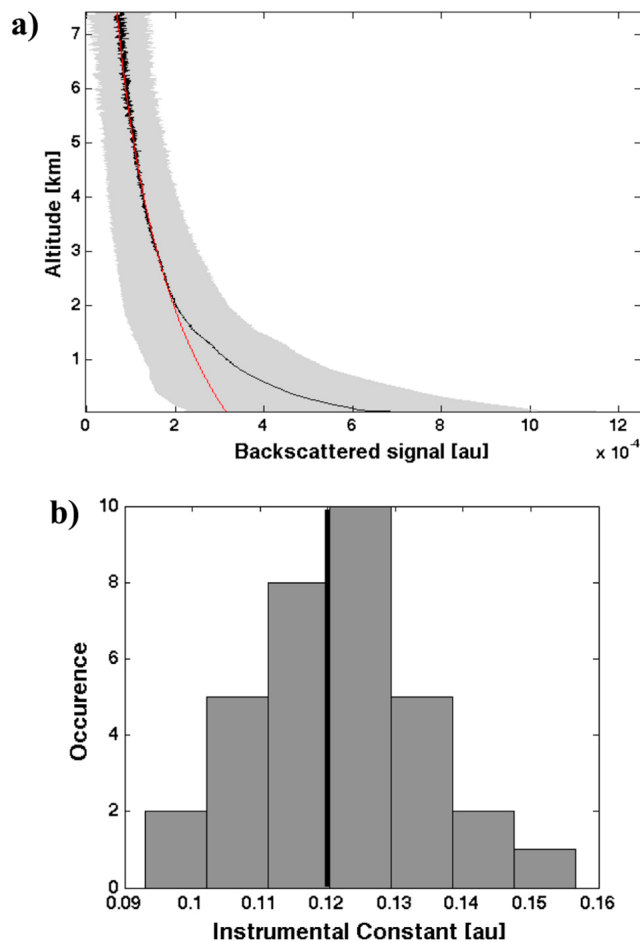 a)
7
6
5
4
3
2
1
Altitude [km]
0 2 4 6 8 10 12
Backscattered signal [au]
x 10⁻⁴
b)
10
8
6
4
2
0
Occurence
0.09 0.1 0.11 0.12 0.13 0.14 0.15 0.16
Instrumental Constant [au]